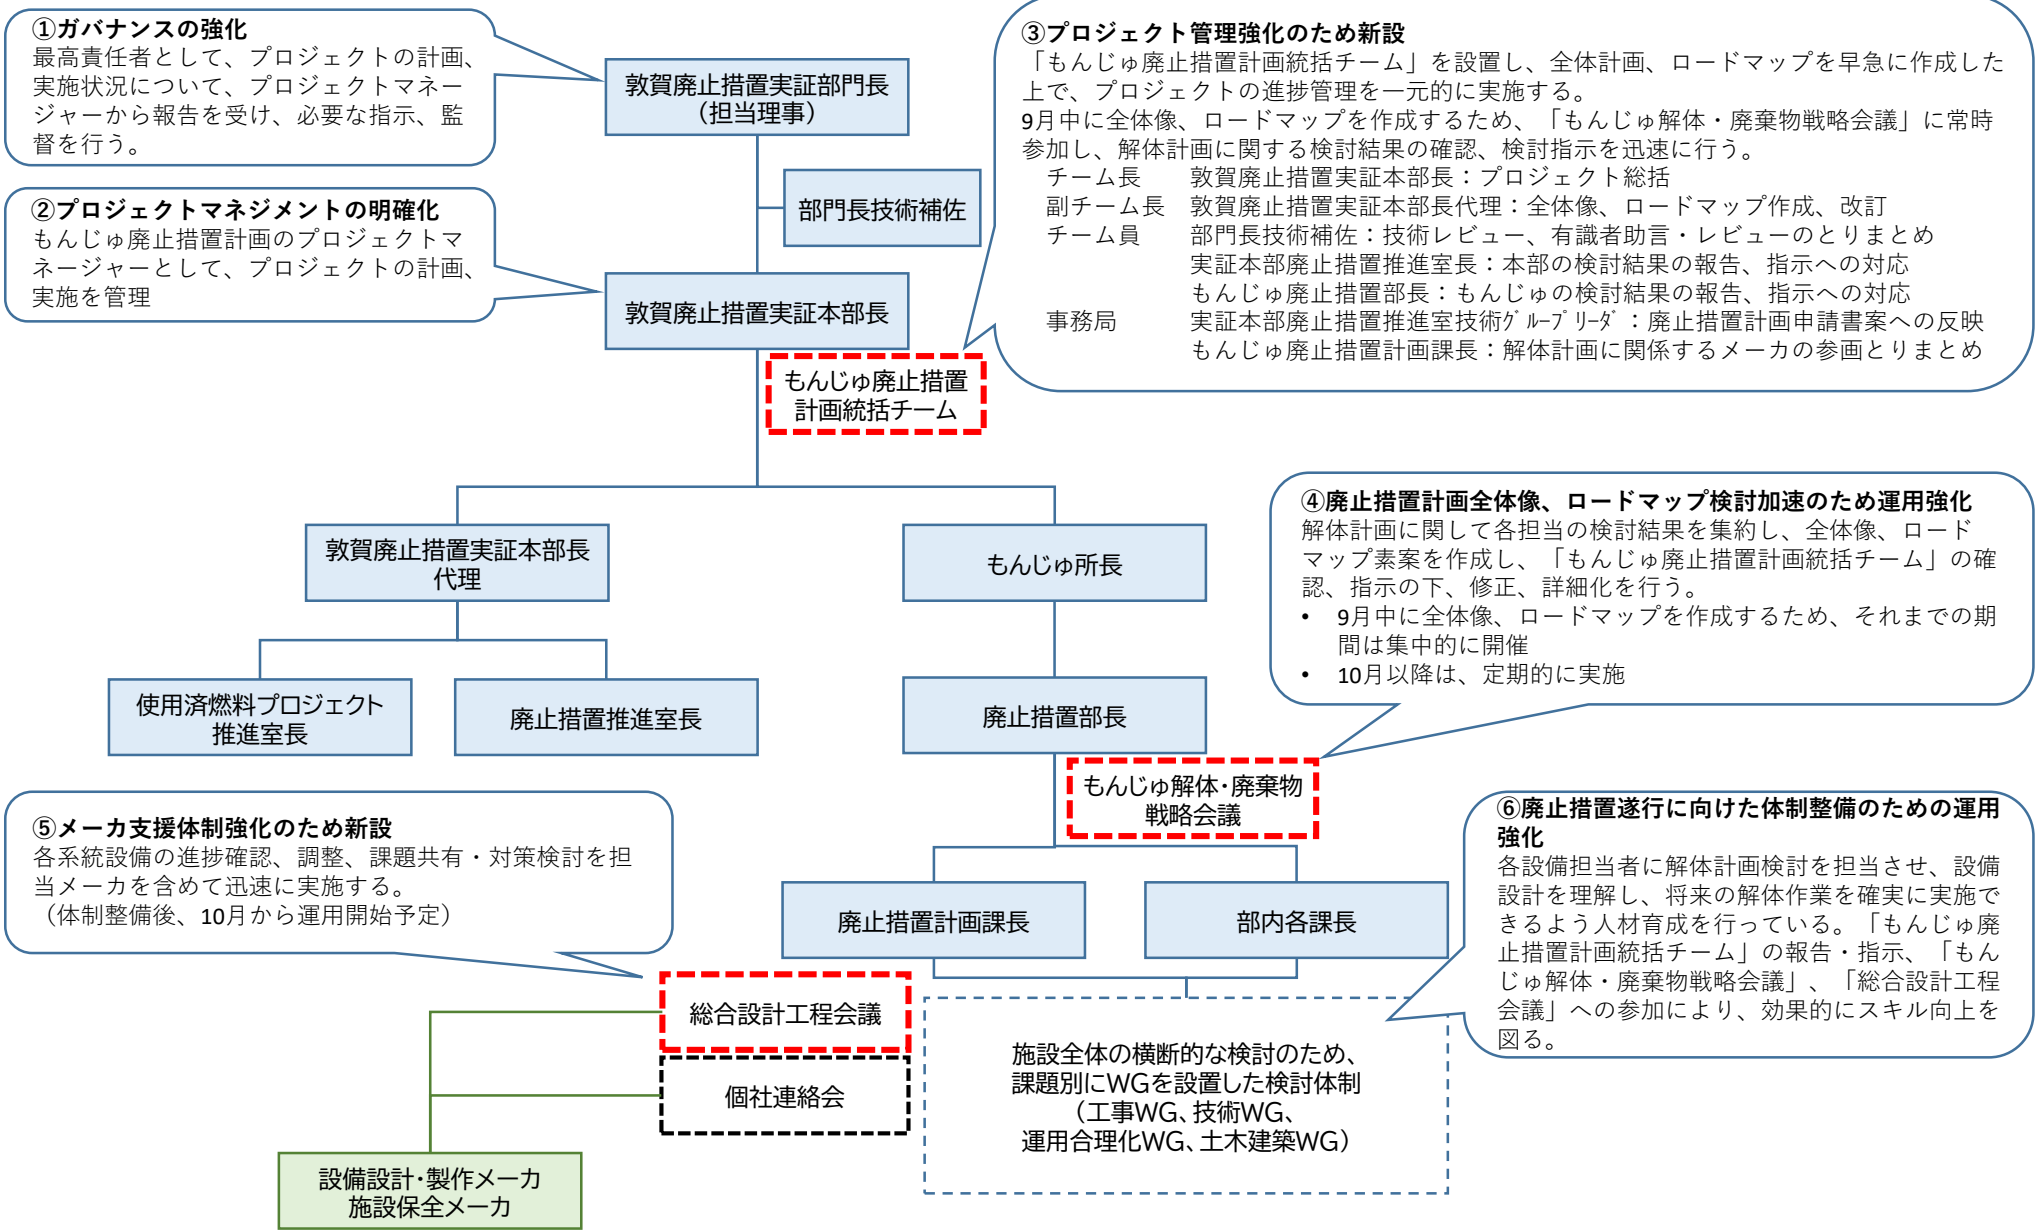 ①ガバナンスの強化
最高責任者として、プロジェクトの計画、
実施状況について、プロジェクトマネー
ジャーから報告を受け、必要な指示、監
督を行う。
敦賀廃止措置実証部門長
（担当理事）
③プロジェクト管理強化のため新設
「もんじゅ廃止措置計画統括チーム」を設置し、全体計画、ロードマップを早急に作成した
上で、プロジェクトの進捗管理を一元的に実施する。
9月中に全体像、ロードマップを作成するため、「もんじゅ解体・廃棄物戦略会議」に常時
参加し、解体計画に関する検討結果の確認、検討指示を迅速に行う。
チーム長　　敦賀廃止措置実証本部長：プロジェクト総括
副チーム長　敦賀廃止措置実証本部長代理：全体像、ロードマップ作成、改訂
チーム員　　部門長技術補佐：技術レビュー、有識者助言・レビューのとりまとめ
実証本部廃止措置推進室長：本部の検討結果の報告、指示への対応
もんじゅ廃止措置部長：もんじゅの検討結果の報告、指示への対応
事務局　　　実証本部廃止措置推進室技術ｸﾞﾙｰﾌﾟﾘｰﾀﾞ：廃止措置計画申請書案への反映
もんじゅ廃止措置計画課長：解体計画に関係するメーカの参画とりまとめ
部門長技術補佐
②プロジェクトマネジメントの明確化
もんじゅ廃止措置計画のプロジェクトマ
ネージャーとして、プロジェクトの計画、
実施を管理
敦賀廃止措置実証本部長
もんじゅ廃止措置
計画統括チーム
敦賀廃止措置実証本部長
代理
もんじゅ所長
④廃止措置計画全体像、ロードマップ検討加速のため運用強化
解体計画に関して各担当の検討結果を集約し、全体像、ロード
マップ素案を作成し、「もんじゅ廃止措置計画統括チーム」の確
認、指示の下、修正、詳細化を行う。
• 9月中に全体像、ロードマップを作成するため、それまでの期
間は集中的に開催
• 10月以降は、定期的に実施
使用済燃料プロジェクト
推進室長
廃止措置推進室長
廃止措置部長
もんじゅ解体・廃棄物
戦略会議
⑤メーカ支援体制強化のため新設
各系統設備の進捗確認、調整、課題共有・対策検討を担
当メーカを含めて迅速に実施する。
（体制整備後、10月から運用開始予定）
⑥廃止措置遂行に向けた体制整備のための運用
強化
各設備担当者に解体計画検討を担当させ、設備
設計を理解し、将来の解体作業を確実に実施で
きるよう人材育成を行っている。「もんじゅ廃
止措置計画統括チーム」の報告・指示、「もん
じゅ解体・廃棄物戦略会議」、「総合設計工程
会議」への参加により、効果的にスキル向上を
図る。
廃止措置計画課長
部内各課長
総合設計工程会議
個社連絡会
施設全体の横断的な検討のため、
課題別にWGを設置した検討体制
（工事WG、技術WG、
運用合理化WG、土木建築WG）
設備設計・製作メーカ
施設保全メーカ